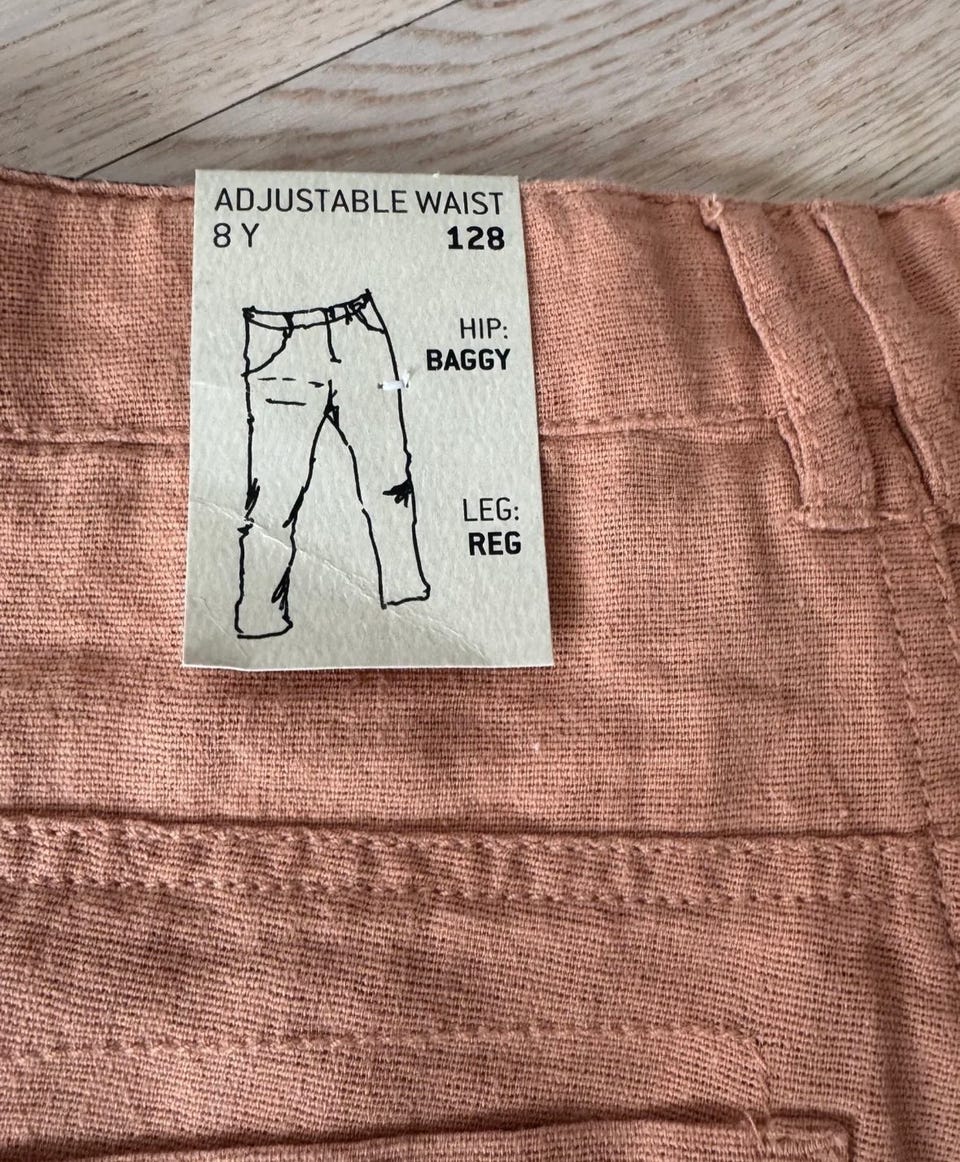 ADJUSTABLE WAIST
8 Y 128
HIP:
BAGGY
LEG:
REG